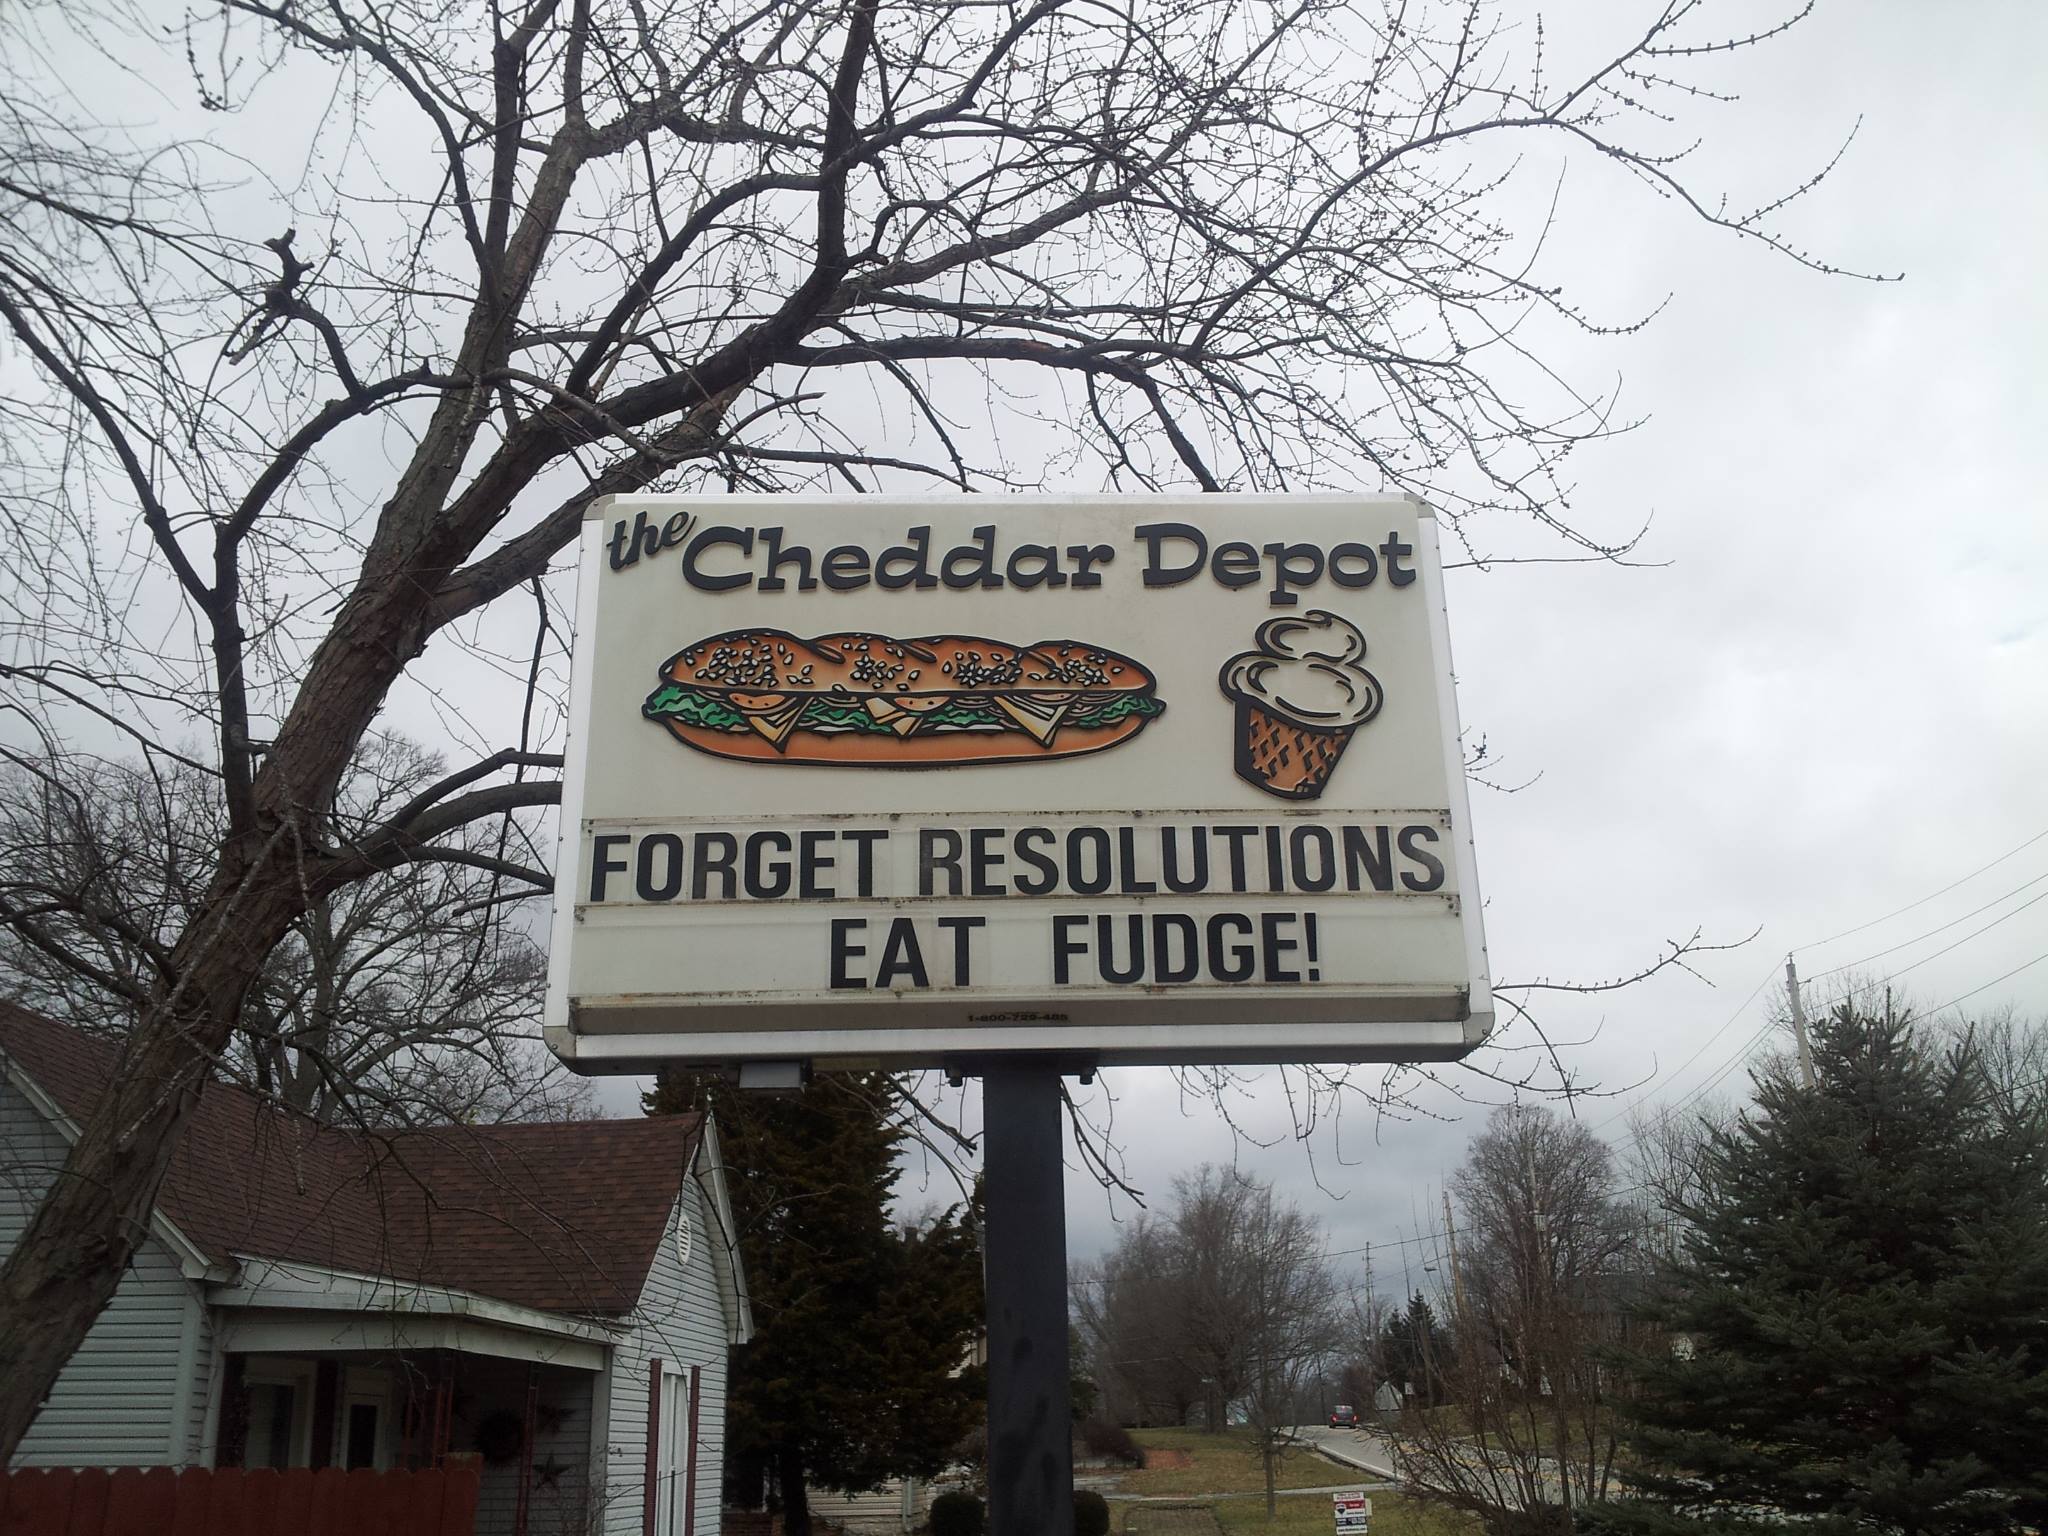 the Cheddar Depot
FORGET RESOLUTIONS
EAT FUDGE!